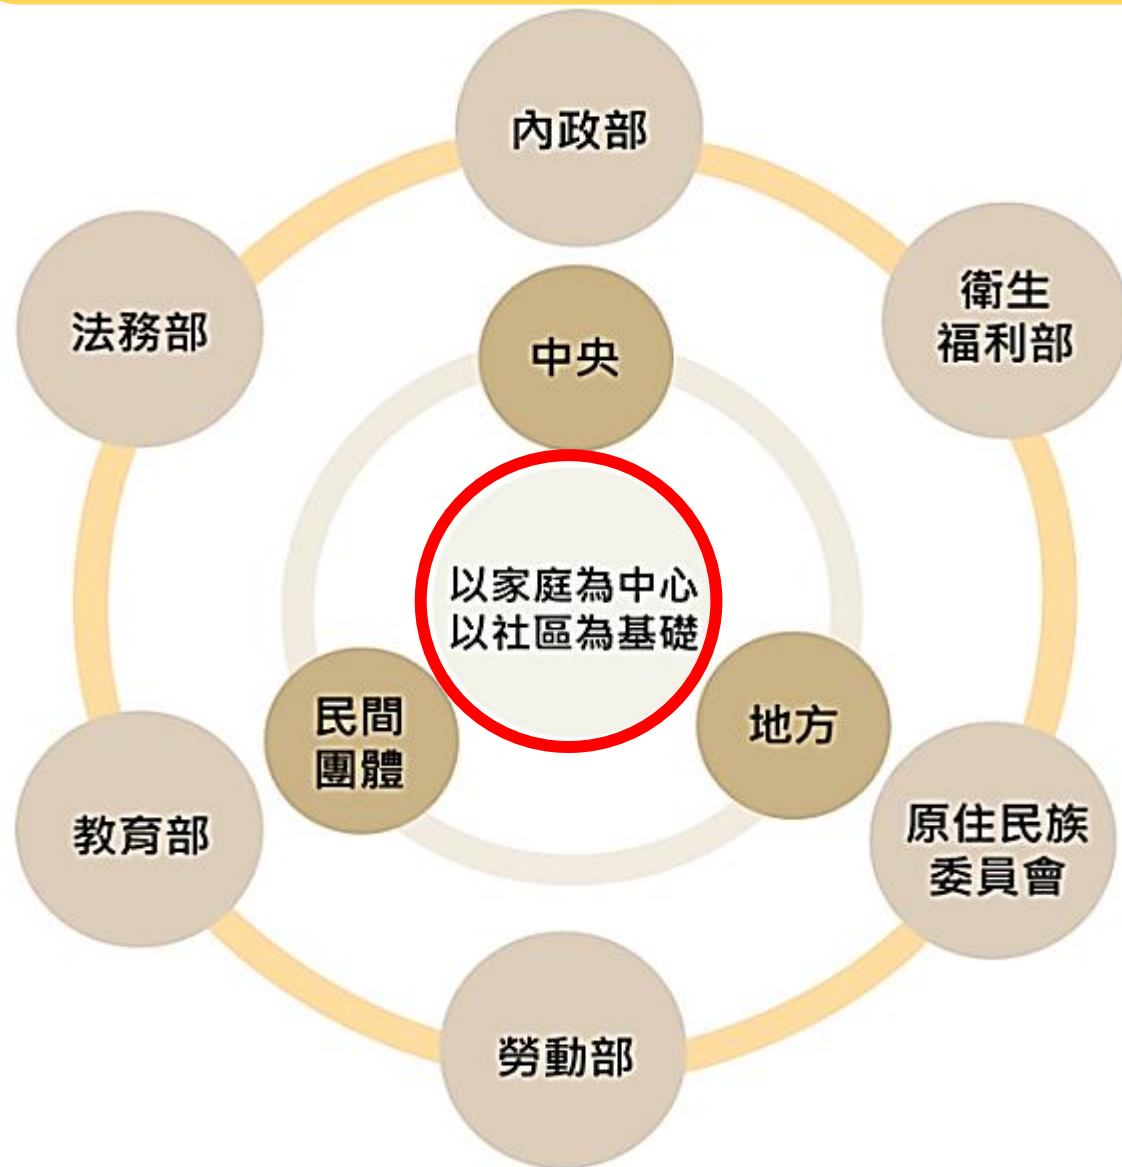 內政部
衛生
福利部
法務部
中央
以家庭為中心
以社區為基礎
民間
團體
地方
教育部
原住民族
委員會
勞動部